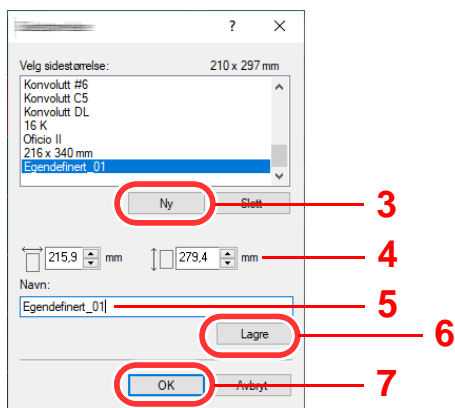 ? ×
Velg sidestørrelse: 210 x 297 mm
Konvolutt #6
Konvolutt C5
Konvolutt DL
16 K
Oficio II
216 x 340 mm
Egendefinert_01
Ny Slett 3
215,9 mm 279,4 mm 4
Navn:
Egendefinert_01 5
Lagre 6
OK Avbryt 7